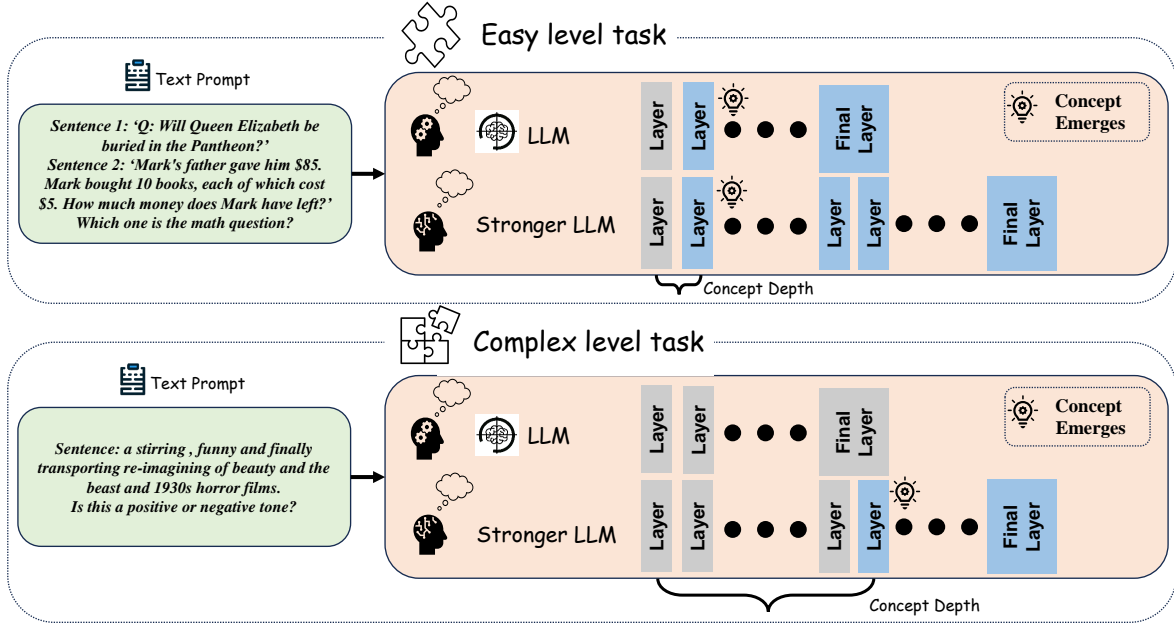 Easy level task
Text Prompt
Sentence 1: ‘Q: Will Queen Elizabeth be
buried in the Pantheon?’
Sentence 2: ‘Mark's father gave him $85.
Mark bought 10 books, each of which cost
$5. How much money does Mark have left?’
Which one is the math question?
LLM
Layer
Layer
Final
Layer
Concept
Emerges
Stronger LLM
Layer
Layer
Layer
Layer
Final
Layer
Concept Depth
Complex level task
Text Prompt
Sentence: a stirring , funny and finally
transporting re-imagining of beauty and the
beast and 1930s horror films.
Is this a positive or negative tone?
LLM
Layer
Layer
Final
Layer
Concept
Emerges
Stronger LLM
Layer
Layer
Layer
Layer
Final
Layer
Concept Depth